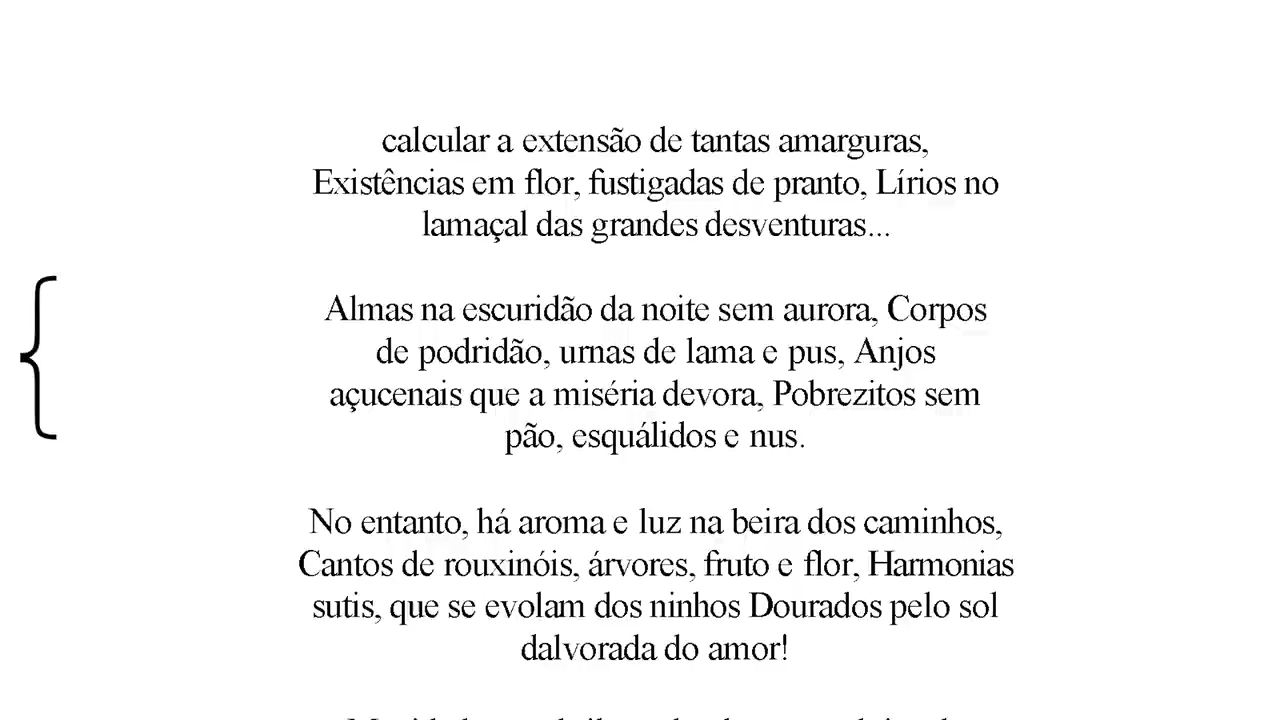 calcular a extensão de tantas amarguras,
Existências em flor, fustigadas de pranto, Lírios no
lamaçal das grandes desventuras...
Almas na escuridão da noite sem aurora, Corpos
de podridão, urnas de lama e pus, Anjos
açucenais que a miséria devora, Pobrezitos sem
pão, esquálidos e nus.
No entanto, há aroma e luz na beira dos caminhos,
Cantos de rouxinóis, árvores, fruto e flor, Harmonias
sutis, que se evolam dos ninhos Dourados pelo sol
dalvorada do amor!